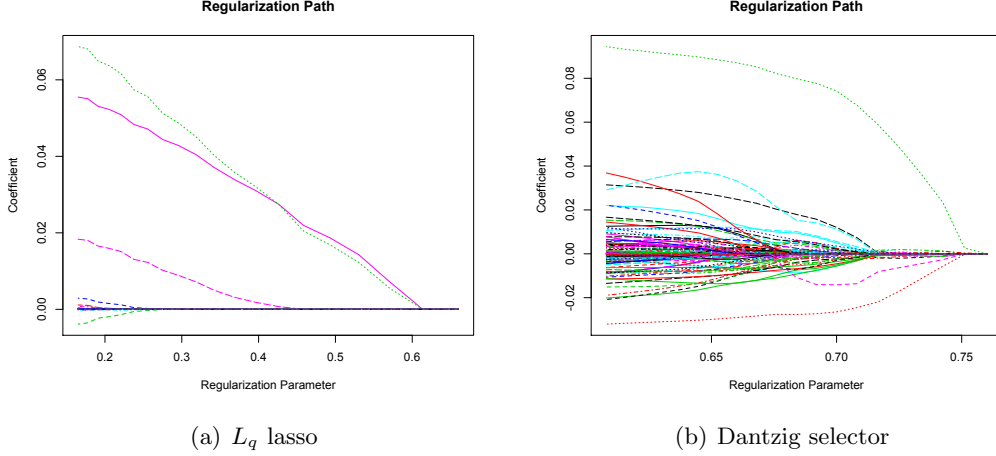 Regularization Path
Regularization Path
Coefficient
0.06
0.04
0.02
0.00
0.2 0.3 0.4 0.5 0.6
Regularization Parameter
Coefficient
0.08
0.06
0.04
0.02
0.00
-0.02
0.65 0.70 0.75
Regularization Parameter
(a) L_q lasso
(b) Dantzig selector